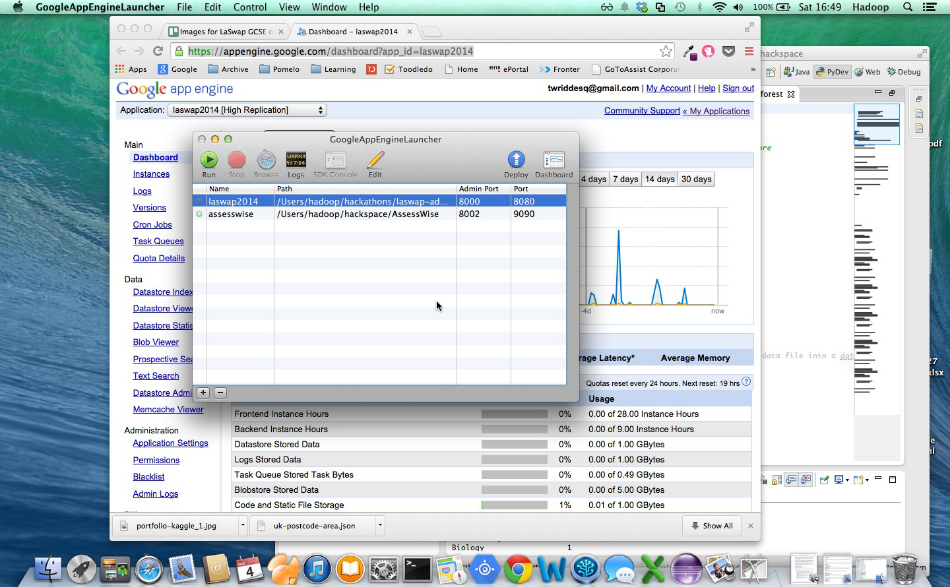 GoogleAppEngineLauncher File Edit Control View Window Help 100% Sat 16:49 Hadoop
Images for LaSwap GCSE Dashboard – laswap2014
https://appengine.google.com/Dashboard?app_id=laswap2014
Apps Google Archive Pomelo Learning Toodledo Home ePortal Fronter GoToAssist Corporat
hackspace
Java PyDev Web Debug
forest
Google app engine
twriddesq@gmail.com | My Account | Help | Sign out
Application: laswap2014 [High Replication]
Community Support « My Applications
Main
Dashboard
Instances
Logs
Versions
Cron Jobs
Task Queues
Quota Details
Data
Datastore Index
Datastore View
Datastore Statis
Blob Viewer
Prospective Sea
Text Search
Datastore Admi
Memcache Viewer
Administration
Application Settings
Permissions
Blacklist
Admin Logs
GoogleAppEngineLauncher
Run Stop Browse Logs SDK Console Edit Deploy Dashboard
Name Path Admin Port Port
laswap2014 /Users/hadoop/hackathons/laswap-ad... 8000 8080
assesswise /Users/hadoop/hackspace/AssessWise 8002 9090
4 days 7 days 14 days 30 days
-4d now
rage Latency* Average Memory
Quotas reset every 24 hours. Next reset: 19 hrs
Usage
Frontend Instance Hours 0% 0.00 of 28.00 Instance Hours
Backend Instance Hours 0% 0.00 of 9.00 Instance Hours
Datastore Stored Data 0% 0.00 of 1.00 GBytes
Logs Stored Data 0% 0.00 of 1.00 GBytes
Task Queue Stored Task Bytes 0% 0.00 of 0.49 GBytes
Blobstore Stored Data 0% 0.00 of 5.00 GBytes
Code and Static File Storage 1% 0.01 of 1.00 GBytes
data file into a dat
pdf
27
xlsx
portfolio-kaggle_1.jpg uk-postcode-area.json Show All
Biology 1
4